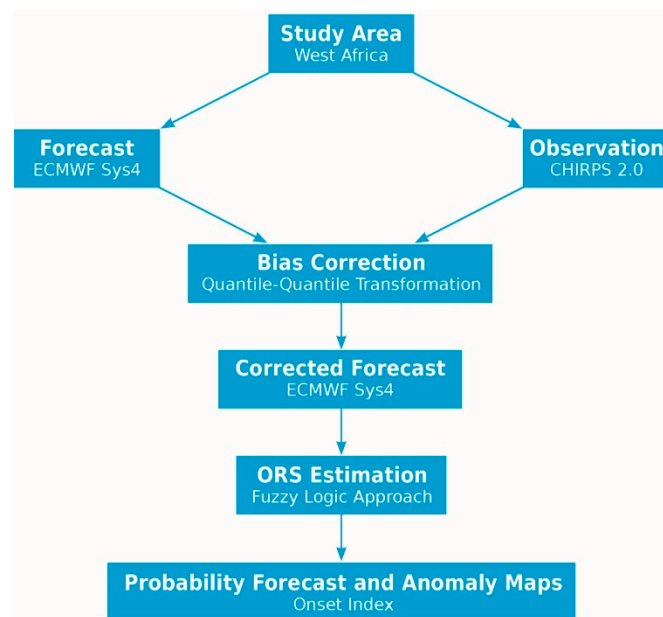 Study Area
West Africa
Forecast
ECMWF Sys4
Observation
CHIRPS 2.0
Bias Correction
Quantile-Quantile Transformation
Corrected Forecast
ECMWF Sys4
ORS Estimation
Fuzzy Logic Approach
Probability Forecast and Anomaly Maps
Onset Index